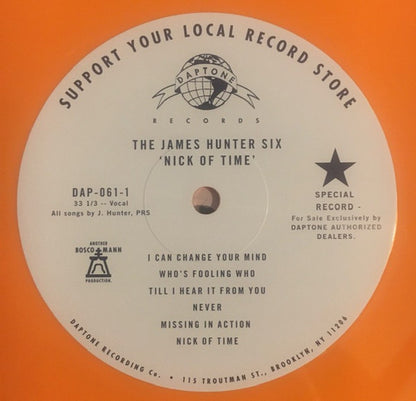 SUPPORT YOUR LOCAL RECORD STORE
DAPTONE
RECORDS
THE JAMES HUNTER SIX
'NICK OF TIME'
DAP-061-1
33 1/3 -- Vocal
All songs by J. Hunter, PRS
SPECIAL
RECORD -
For Sale Exclusively by
DAPTONE AUTHORIZED
DEALERS.
ANOTHER
BOSCO MANN
PRODUCTION.
I CAN CHANGE YOUR MIND
WHO'S FOOLING WHO
TILL I HEAR IT FROM YOU
NEVER
MISSING IN ACTION
NICK OF TIME
DAPTONE RECORDING Co. • 115 TROUTMAN ST., BROOKLYN, NY 11206